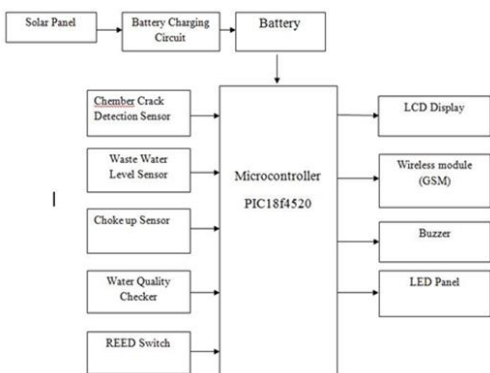 Solar Panel
Battery Charging
Circuit
Battery
Chember Crack
Detection Sensor
Waste Water
Level Sensor
Choke up Sensor
Water Quality
Checker
REED Switch
Microcontroller
PIC18f4520
LCD Display
Wireless module
(GSM)
Buzzer
LED Panel